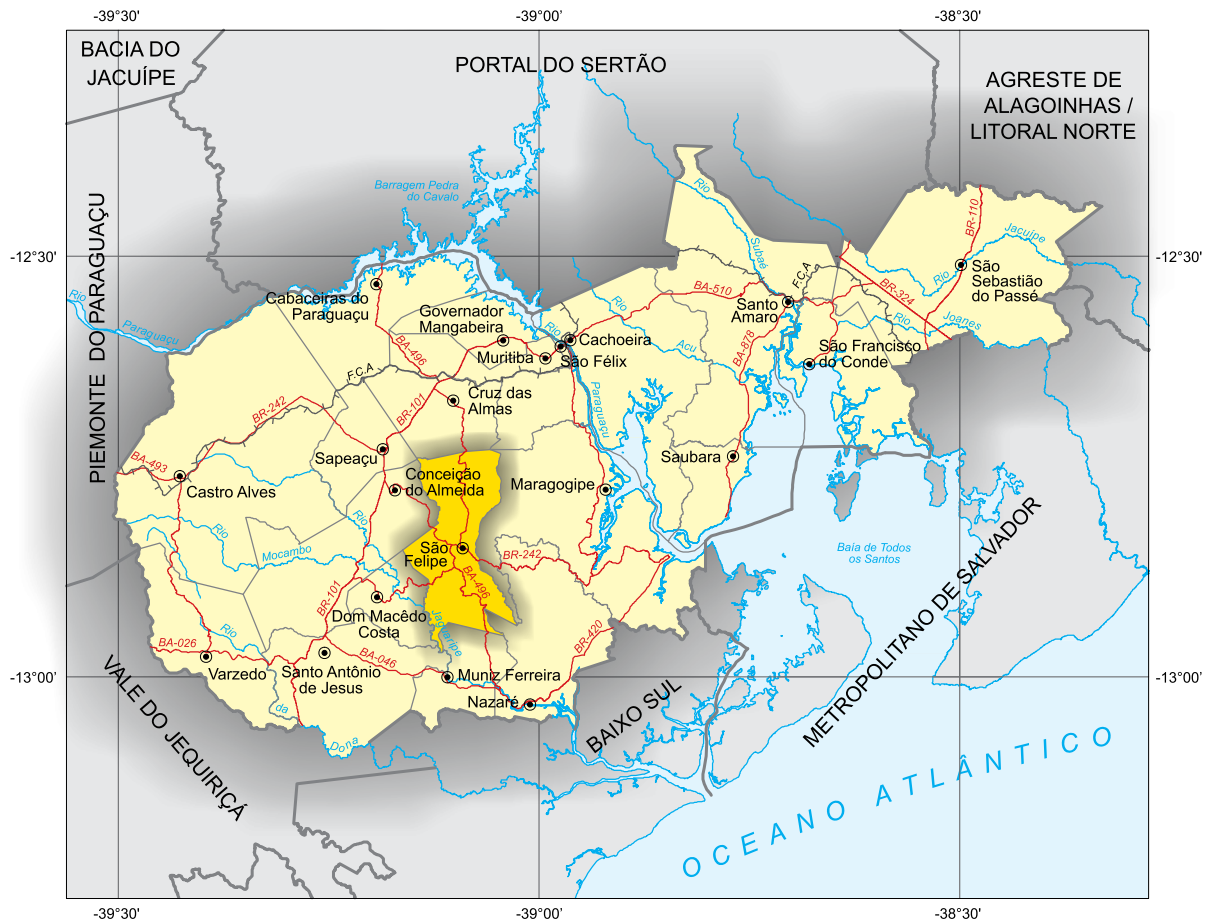 -39°30'
-39°00'
-38°30'
BACIA DO
JACUÍPE
PORTAL DO SERTÃO
AGRESTE DE
ALAGOINHAS /
LITORAL NORTE
PIEMONTE DO PARAGUAÇU
Barragem Pedra
do Cavalo
Rio
Subaé
BR-110
Jacuípe
Rio
-12°30'
-12°30'
São
Sebastião
do Passé
Cabaceiras do
Paraguaçu
F.C.A
BR-324
BA-510
Santo
Amaro
Rio
Paraguaçu
Governador
Mangabeira
Rio
Rio
Joanes
Rio
Cachoeira
Muritiba
São Félix
Acu
BA-878
São Francisco
do Conde
BA-496
F.C.A
Cruz das
Almas
Paraguaçu
BR-242
BR-101
Sapeaçu
Saubara
BA-493
Castro Alves
Conceição
do Almeida
Maragogipe
Rio
Rio
Mocambo
São
Felipe
BR-242
Baía de Todos
os Santos
BA-496
BR-101
Dom Macêdo
Costa
Jaguaripe
BR-420
Rio
BA-026
Varzedo
Santo Antônio
de Jesus
BA-046
Muniz Ferreira
Nazaré
-13°00'
-13°00'
da
Dona
VALE DO JEQUIRIÇÁ
BAIXO SUL
METROPOLITANO DE SALVADOR
OCEANO ATLÂNTICO
-39°30'
-39°00'
-38°30'